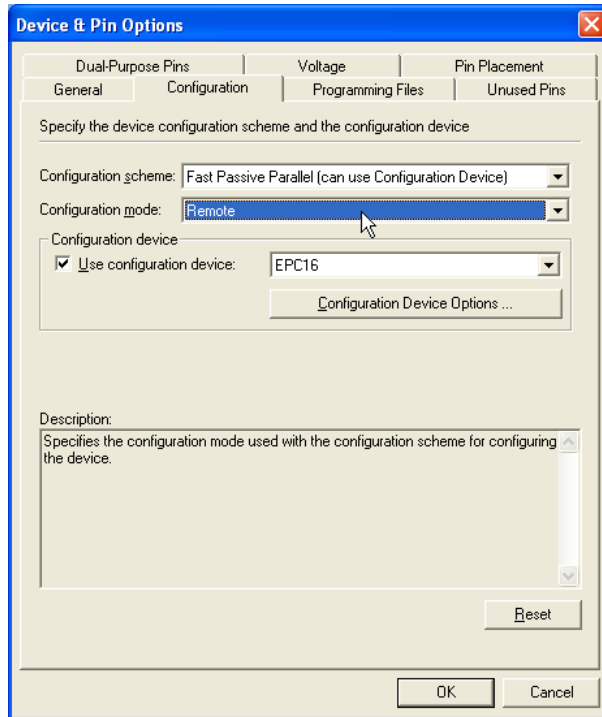 Device & Pin Options
Dual-Purpose Pins Voltage Pin Placement
General Configuration Programming Files Unused Pins
Specify the device configuration scheme and the configuration device
Configuration scheme: Fast Passive Parallel (can use Configuration Device)
Configuration mode: Remote
Configuration device
Use configuration device: EPC16
Configuration Device Options ...
Description:
Specifies the configuration mode used with the configuration scheme for configuring
the device.
Reset
OK Cancel